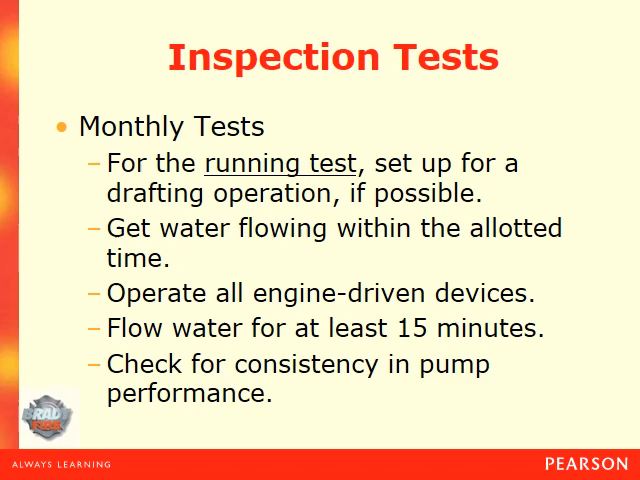 Inspection Tests
• Monthly Tests
– For the running test, set up for a
drafting operation, if possible.
– Get water flowing within the allotted
time.
– Operate all engine-driven devices.
– Flow water for at least 15 minutes.
– Check for consistency in pump
performance.
BRADY
FIRE
ALWAYS LEARNING
PEARSON